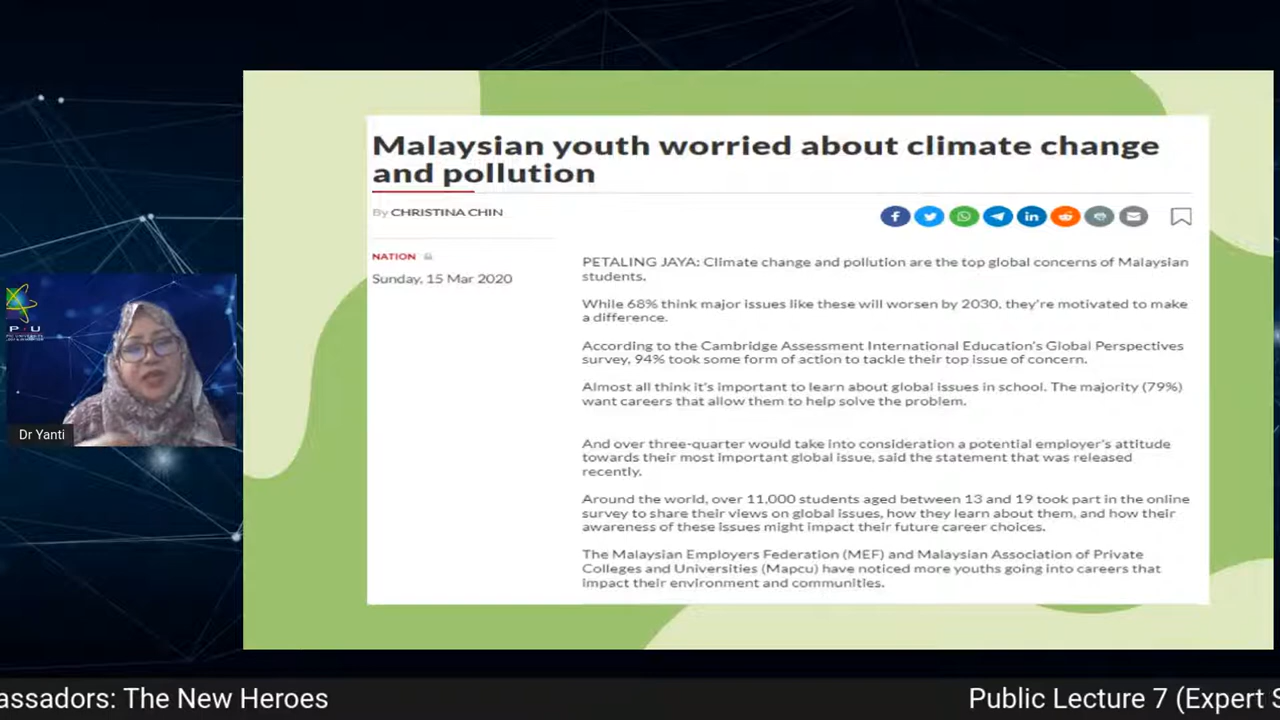 Malaysian youth worried about climate change
and pollution
By CHRISTINA CHIN
NATION
Sunday, 15 Mar 2020
PETALING JAYA: Climate change and pollution are the top global concerns of Malaysian
students.
While 68% think major issues like these will worsen by 2030, they're motivated to make
a difference.
According to the Cambridge Assessment International Education's Global Perspectives
survey, 94% took some form of action to tackle their top issue of concern.
Almost all think it's important to learn about global issues in school. The majority (79%)
want careers that allow them to help solve the problem.
And over three-quarter would take into consideration a potential employer's attitude
towards their most important global issue, said the statement that was released
recently.
Around the world, over 11,000 students aged between 13 and 19 took part in the online
survey to share their views on global issues, how they learn about them, and how their
awareness of these issues might impact their future career choices.
The Malaysian Employers Federation (MEF) and Malaysian Association of Private
Colleges and Universities (Mapcu) have noticed more youths going into careers that
impact their environment and communities.
Dr Yanti
assadors: The New Heroes
Public Lecture 7 (Expert S